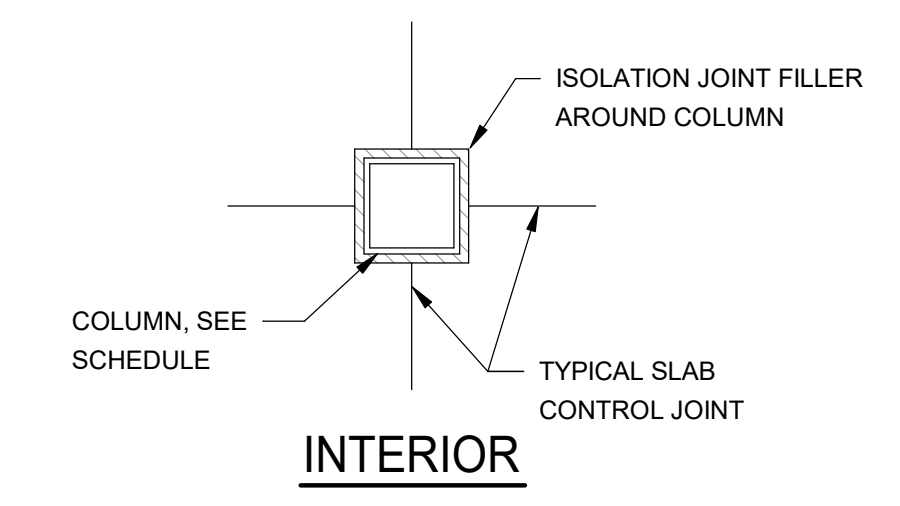 ISOLATION JOINT FILLER
AROUND COLUMN
COLUMN, SEE
SCHEDULE
TYPICAL SLAB
CONTROL JOINT
INTERIOR